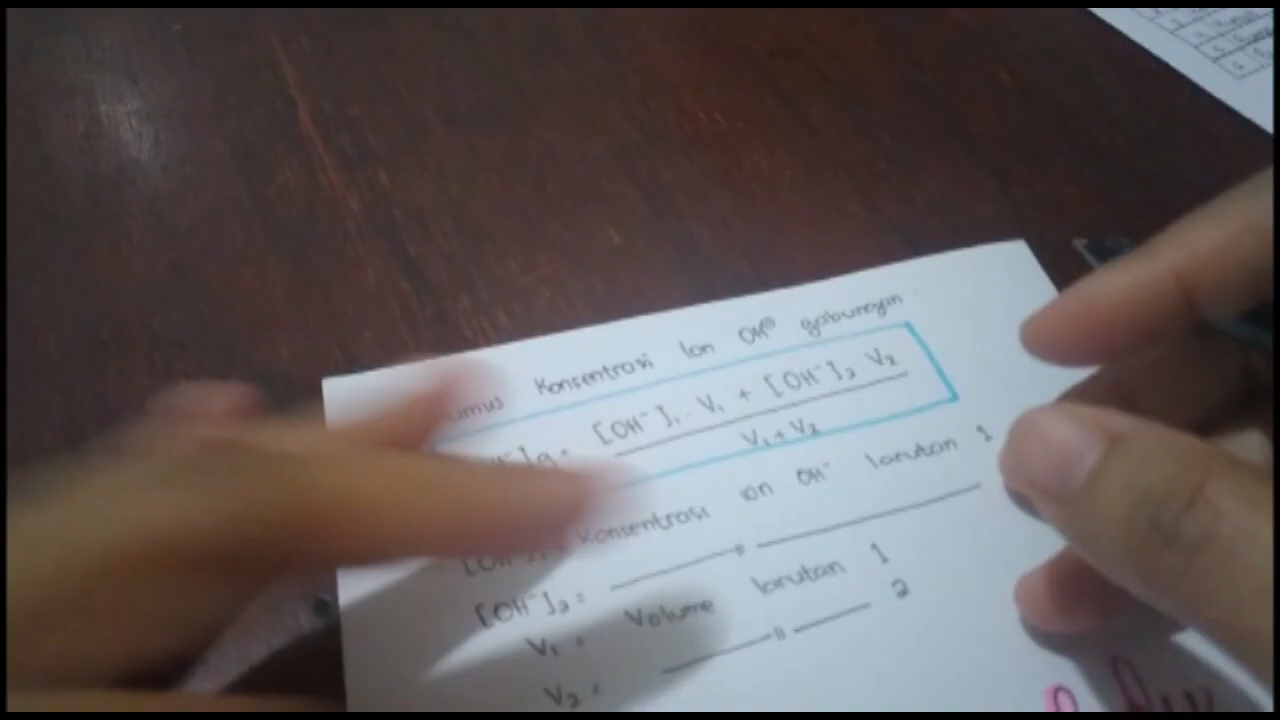 Konsentrasi Ion OH⁻ gabungan
[OH⁻]₁ . V₁ + [OH⁻]₂ V₂
V₁ + V₂
Konsentrasi ion OH⁻ larutan 1
[OH⁻]₂ = —— " ——
V₁ = Volume larutan 1
V₂ = —— " —— 2